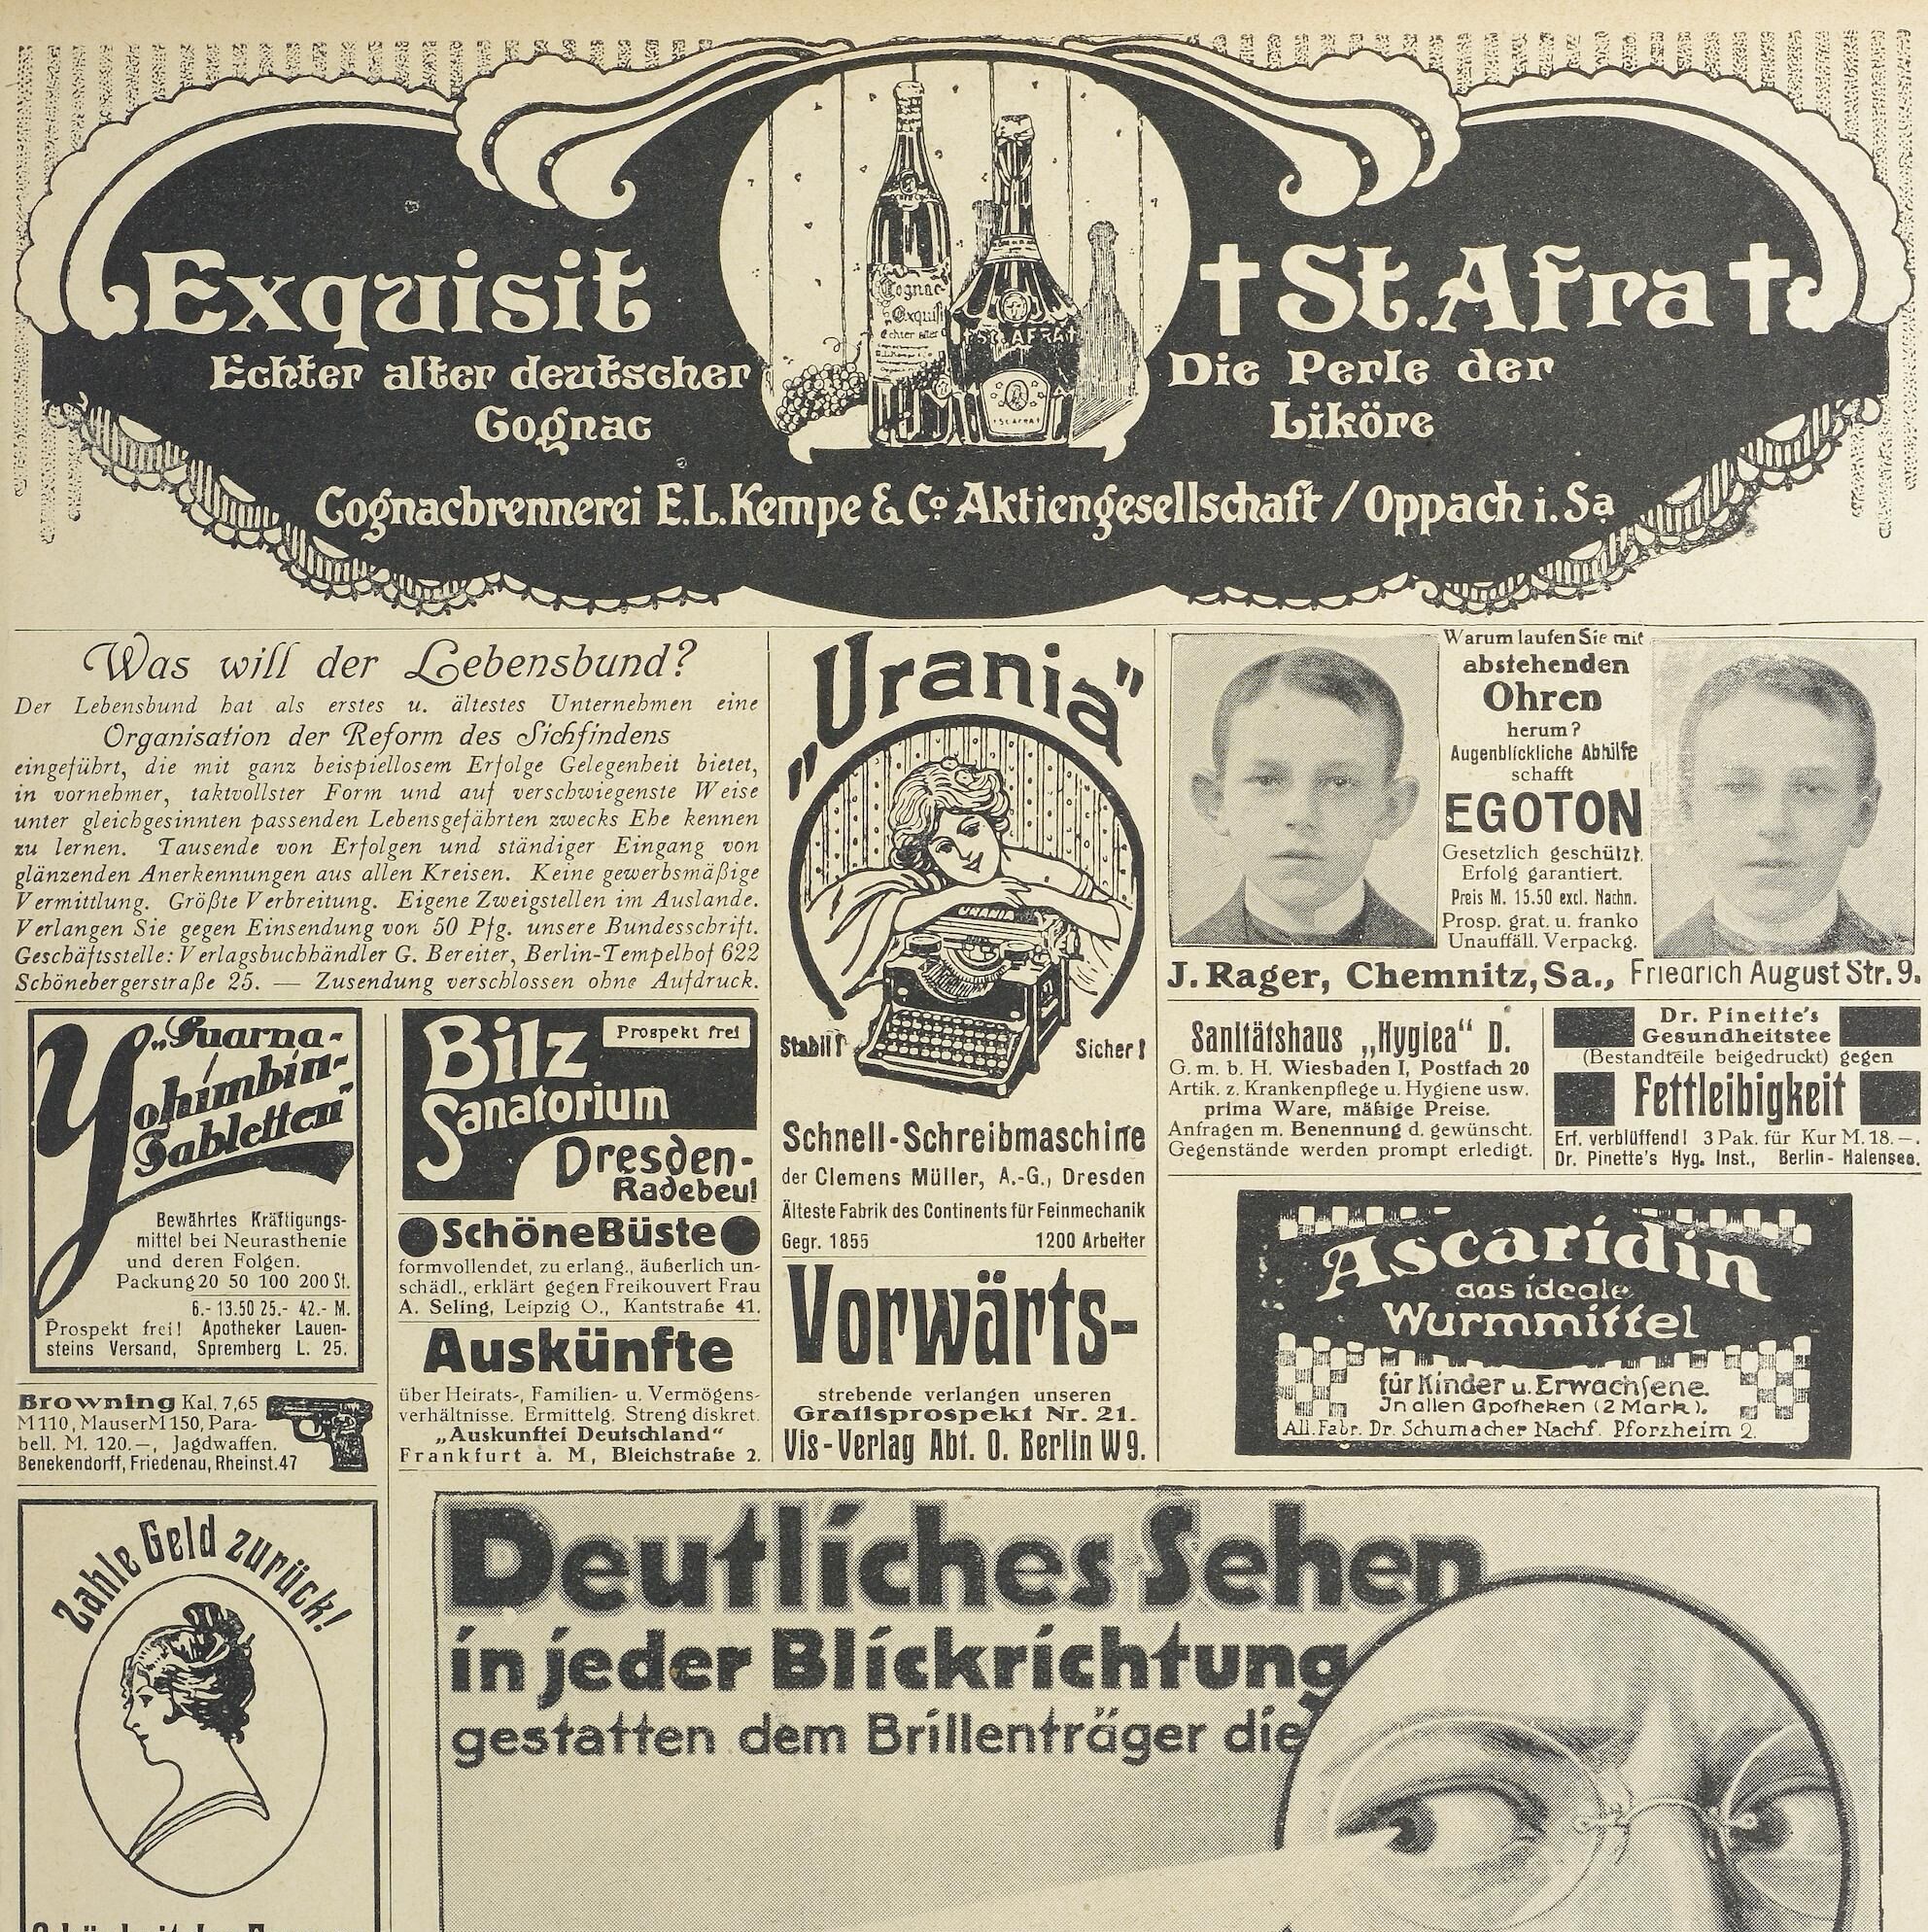 Exquisit
Echter alter deutscher
Cognac
Cognac
Exquisit
Echter alter
ST. AFRA
ST. AFRA
† St. Afra †
Die Perle der
Liköre
Cognacbrennerei E. L. Kempe & Co Aktiengesellschaft / Oppach i. Sa
Was will der Lebensbund?
Der Lebensbund hat als erstes u. ältestes Unternehmen eine
Organisation der Reform des Sichfindens
eingeführt, die mit ganz beispiellosem Erfolge Gelegenheit bietet,
in vornehmer, taktvollster Form und auf verschwiegenste Weise
unter gleichgesinnten passenden Lebensgefährten zwecks Ehe kennen
zu lernen. Tausende von Erfolgen und ständiger Eingang von
glänzenden Anerkennungen aus allen Kreisen. Keine gewerbsmäßige
Vermittlung. Größte Verbreitung. Eigene Zweigstellen im Auslande.
Verlangen Sie gegen Einsendung von 50 Pfg. unsere Bundesschrift.
Geschäftsstelle: Verlagsbuchhändler G. Bereiter, Berlin-Tempelhof 622
Schönebergerstraße 25. — Zusendung verschlossen ohne Aufdruck.
„Urania"
URANIA
Stabil!
Sicher!
Schnell-Schreibmaschine
der Clemens Müller, A.-G., Dresden
Älteste Fabrik des Continents für Feinmechanik
Gegr. 1855 1200 Arbeiter
Warum laufen Sie mit
abstehenden
Ohren
herum?
Augenblickliche Abhilfe
schafft
EGOTON
Gesetzlich geschützt.
Erfolg garantiert.
Preis M. 15.50 excl. Nachn.
Prosp. grat. u. franko
Unauffäll. Verpackg.
J. Rager, Chemnitz, Sa., Friedrich August Str. 9.
„Guarna-
Yohimbin-
Tabletten"
Bewährtes Kräftigungs-
mittel bei Neurasthenie
und deren Folgen.
Packung 20 50 100 200 St.
6.- 13.50 25.- 42.- M.
Prospekt frei! Apotheker Lauen-
steins Versand, Spremberg L. 25.
Bilz
Prospekt frei
Sanatorium
Dresden-
Radebeul
Schöne Büste
formvollendet, zu erlang., äußerlich un-
schädl., erklärt gegen Freikouvert Frau
A. Seling, Leipzig O., Kantstraße 41.
Auskünfte
über Heirats-, Familien- u. Vermögens-
verhältnisse. Ermittelg. Streng diskret.
„Auskunftei Deutschland“
Frankfurt a. M., Bleichstraße 2.
Vorwärts-
strebende verlangen unseren
Gratisprospekt Nr. 21.
Vis-Verlag Abt. O. Berlin W 9.
Sanitätshaus „Hygiea“ D.
G. m. b. H. Wiesbaden I, Postfach 20
Artik. z. Krankenpflege u. Hygiene usw.
prima Ware, mäßige Preise.
Anfragen m. Benennung d. gewünscht.
Gegenstände werden prompt erledigt.
Dr. Pinette's
Gesundheitstee
(Bestandteile beigedruckt) gegen
Fettleibigkeit
Erf. verblüffend! 3 Pak. für Kur M. 18.—.
Dr. Pinette's Hyg. Inst., Berlin-Halensee.
Ascaridin
das ideale
Wurmmittel
für Kinder u. Erwachsene.
In allen Apotheken (2 Mark).
All. Fabr. Dr. Schumacher Nachf. Pforzheim 2.
Browning Kal. 7,65
M 110, Mauser M 150, Para-
bell. M. 120.—, Jagdwaffen.
Benekendorff, Friedenau, Rheinst. 47
Zahle Geld zurück!
Deutliches Sehen
in jeder Blickrichtung
gestatten dem Brillenträger die